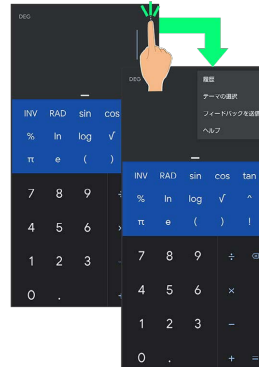 DEG
INV RAD sin cos
% ln log √
π e ( )
7 8 9 ÷
4 5 6
1 2 3
0 .
DEG
履歴
テーマの選択
フィードバックを送信
ヘルプ
INV RAD sin cos tan
% ln log √ ^
π e ( ) !
7 8 9 ÷
4 5 6 ×
1 2 3 −
0 . + =